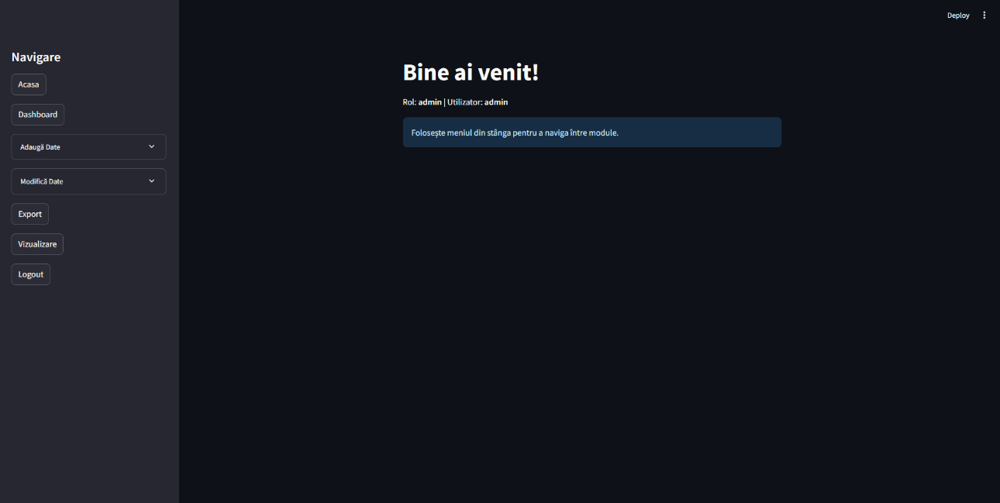 Deploy
Navigare
Acasa
Dashboard
Adaugă Date
Modifică Date
Export
Vizualizare
Logout
Bine ai venit!
Rol: admin | Utilizator: admin
Folosește meniul din stânga pentru a naviga între module.